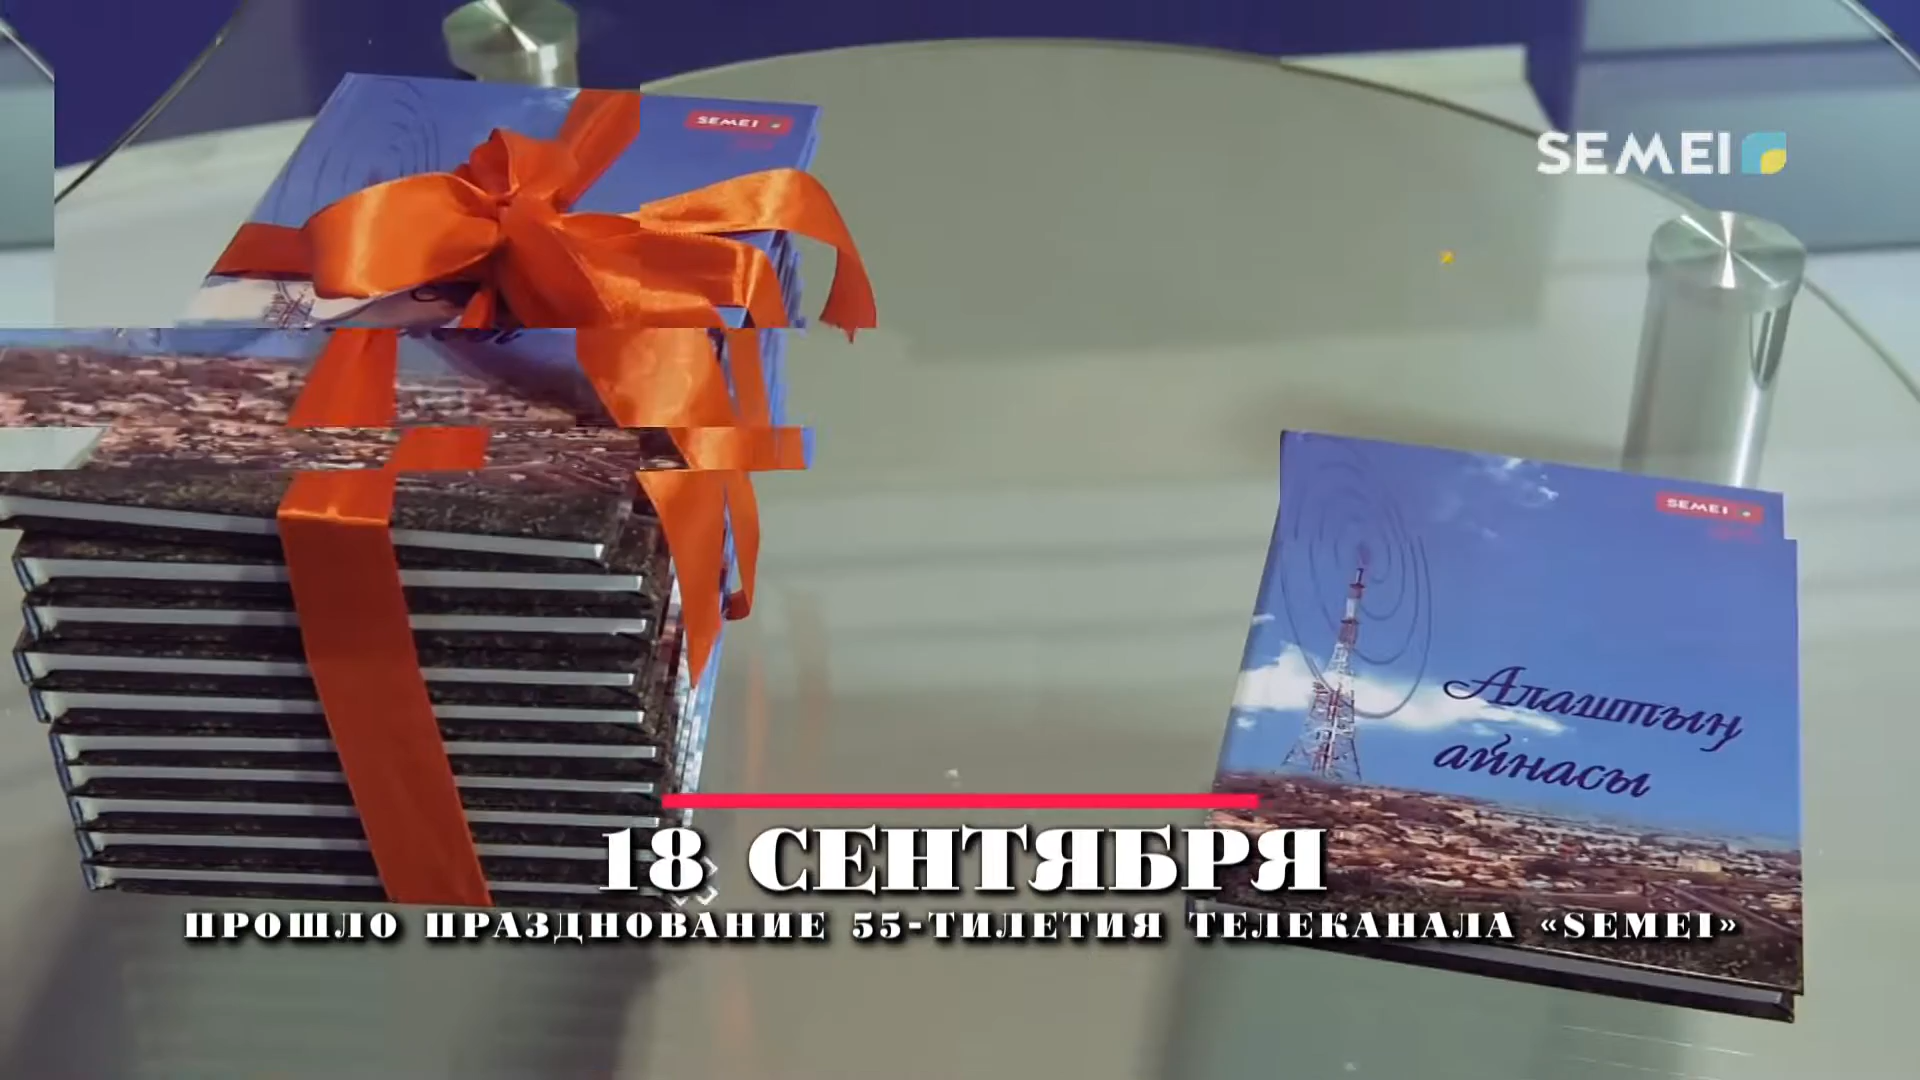 SEMEI
SEMEI
SEMEI
Алаштың
айнасы
18 СЕНТЯБРЯ
ПРОШЛО ПРАЗДНОВАНИЕ 55-ТИЛЕТИЯ ТЕЛЕКАНАЛА «SEMEI»